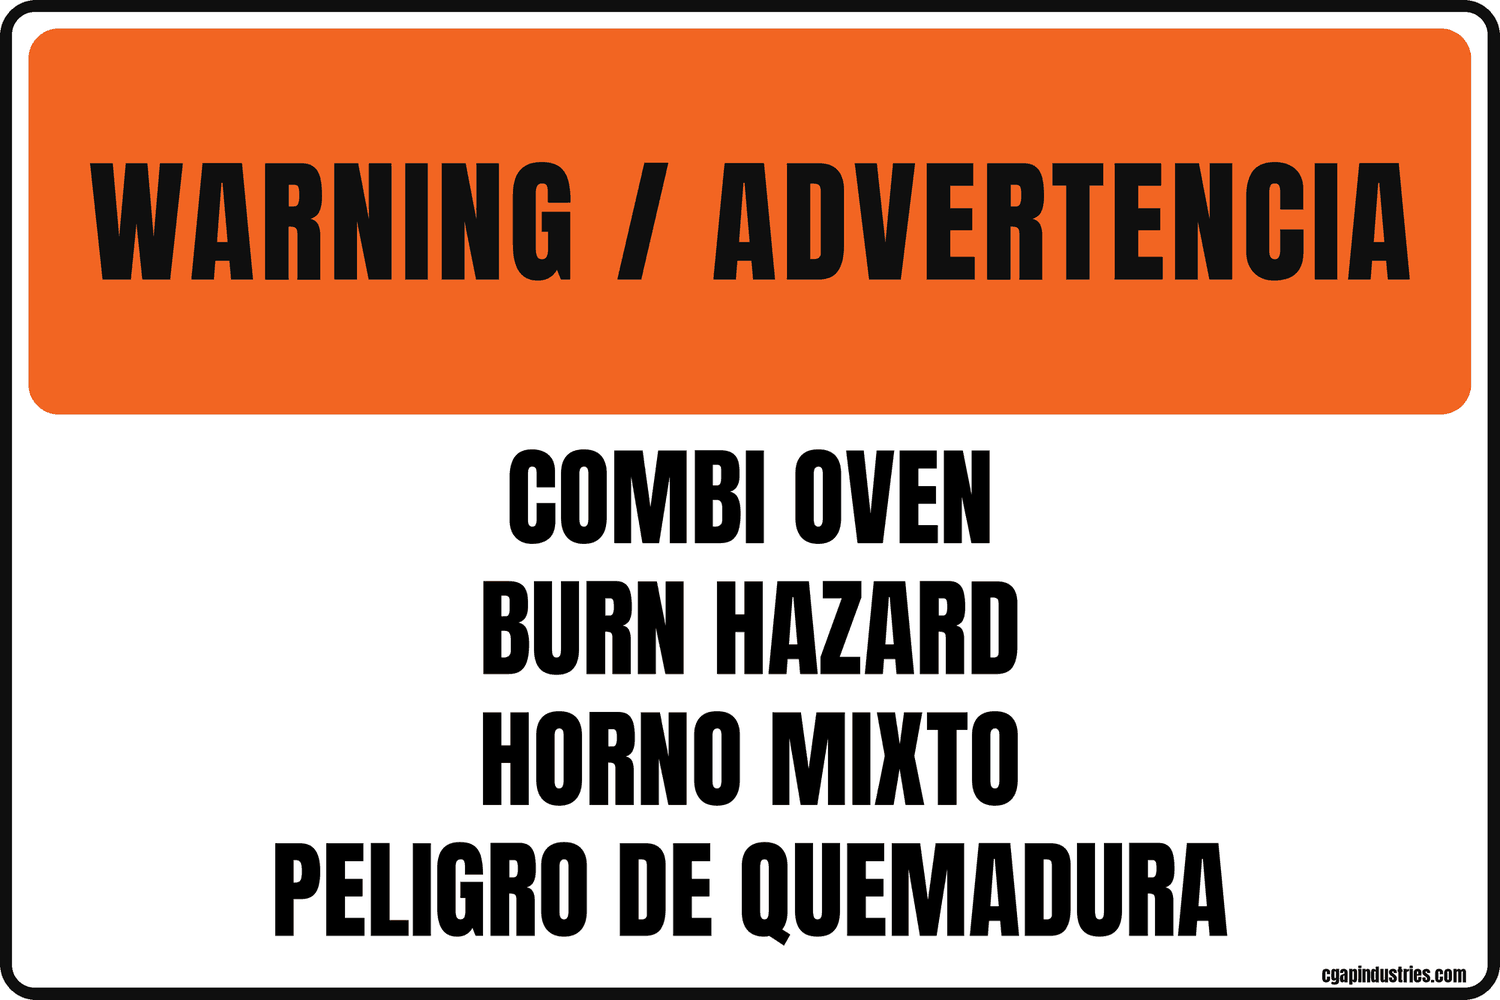 WARNING / ADVERTENCIA
COMBI OVEN
BURN HAZARD
HORNO MIXTO
PELIGRO DE QUEMADURA
cgapindustries.com